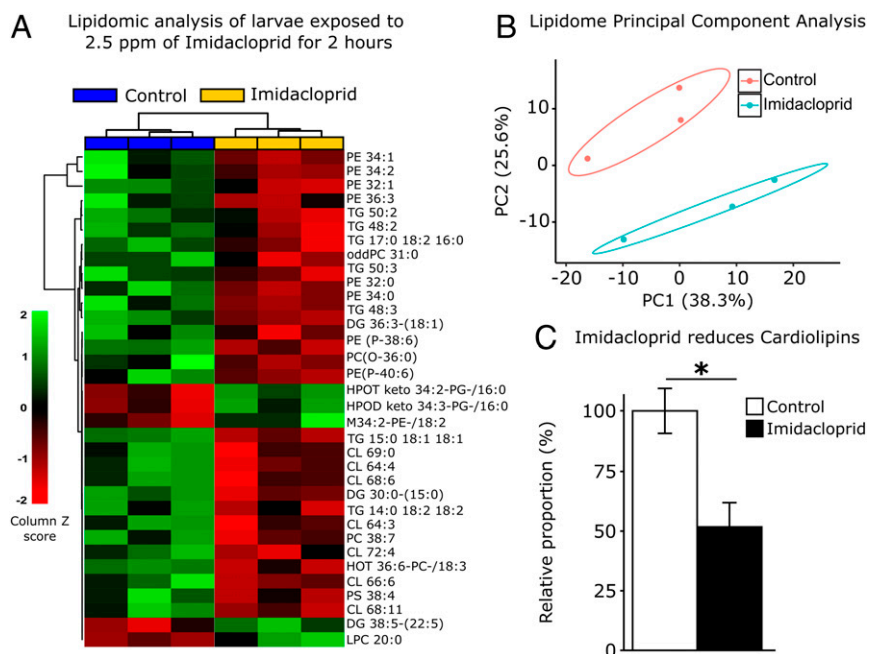 A
Lipidomic analysis of larvae exposed to
2.5 ppm of Imidacloprid for 2 hours
Control
Imidacloprid
PE 34:1
PE 34:2
PE 32:1
PE 36:3
TG 50:2
TG 48:2
TG 17:0 18:2 16:0
oddPC 31:0
TG 50:3
PE 32:0
PE 34:0
TG 48:3
DG 36:3-(18:1)
PE (P-38:6)
PC(O-36:0)
PE(P-40:6)
HPOT keto 34:2-PG-/16:0
HPOD keto 34:3-PG-/16:0
M34:2-PE-/18:2
TG 15:0 18:1 18:1
CL 69:0
CL 64:4
CL 68:6
DG 30:0-(15:0)
TG 14:0 18:2 18:2
CL 64:3
PC 38:7
CL 72:4
HOT 36:6-PC-/18:3
CL 66:6
PS 38:4
CL 68:11
DG 38:5-(22:5)
LPC 20:0
2
1
0
-1
-2
Column Z
score
B
Lipidome Principal Component Analysis
Control
Imidacloprid
PC2 (25.6%)
10
0
-10
-20
-10
0
10
20
PC1 (38.3%)
C
Imidacloprid reduces Cardiolipins
*
Control
Imidacloprid
Relative proportion (%)
100
75
50
25
0